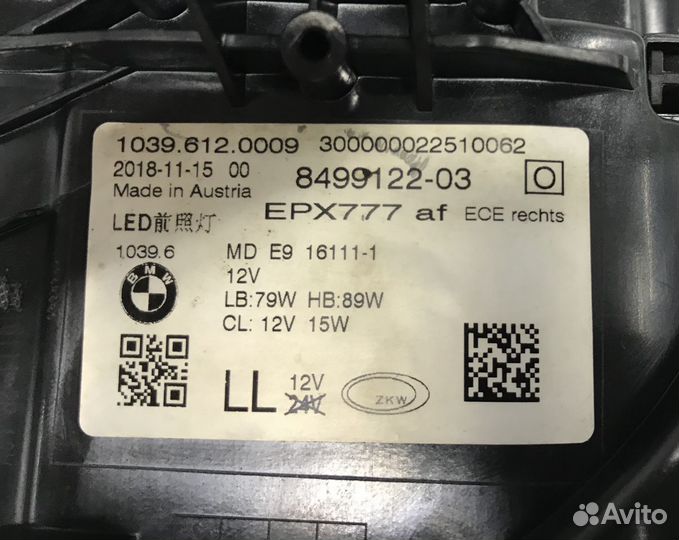 1039.612.0009 300000022510062
2018-11-15 00 8499122-03 O
Made in Austria
EPX777 af ECE rechts
LED前照灯
1039.6 MD E9 16111-1
BMW
12V
LB:79W HB:89W
CL: 12V 15W
LL 12V
24V
ZKW
Avito